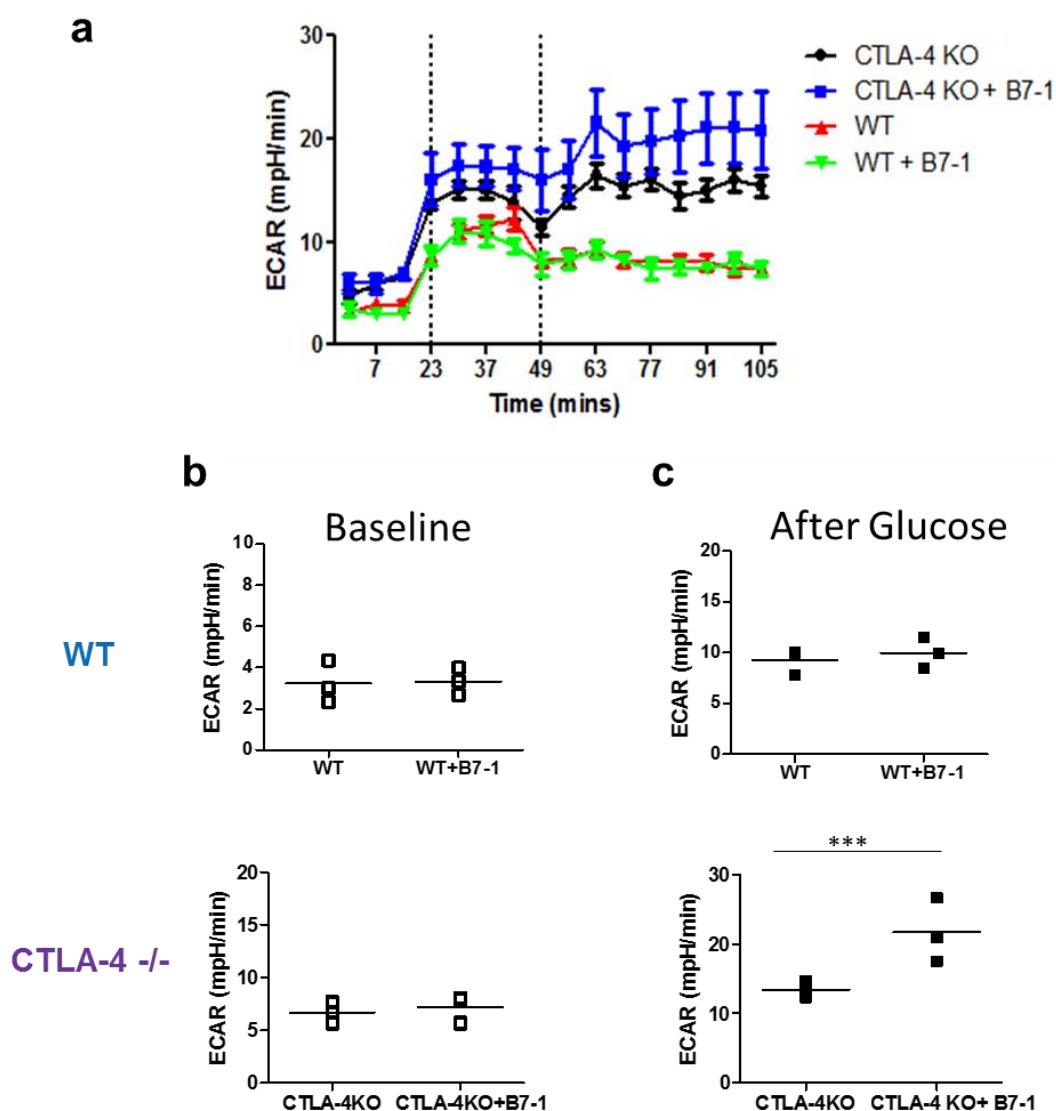 a
ECAR (mpH/min)
30
20
10
0
7 23 37 49 63 77 91 105
Time (mins)
CTLA-4 KO
CTLA-4 KO + B7-1
WT
WT + B7-1
b
Baseline
ECAR (mpH/min)
10
8
6
4
2
0
WT WT+B7-1
c
After Glucose
ECAR (mpH/min)
20
15
10
5
0
WT WT+B7-1
WT
CTLA-4 -/-
ECAR (mpH/min)
20
15
10
5
0
CTLA-4KO CTLA-4KO+B7-1
***
ECAR (mpH/min)
30
20
10
0
CTLA-4KO CTLA-4 KO+ B7-1